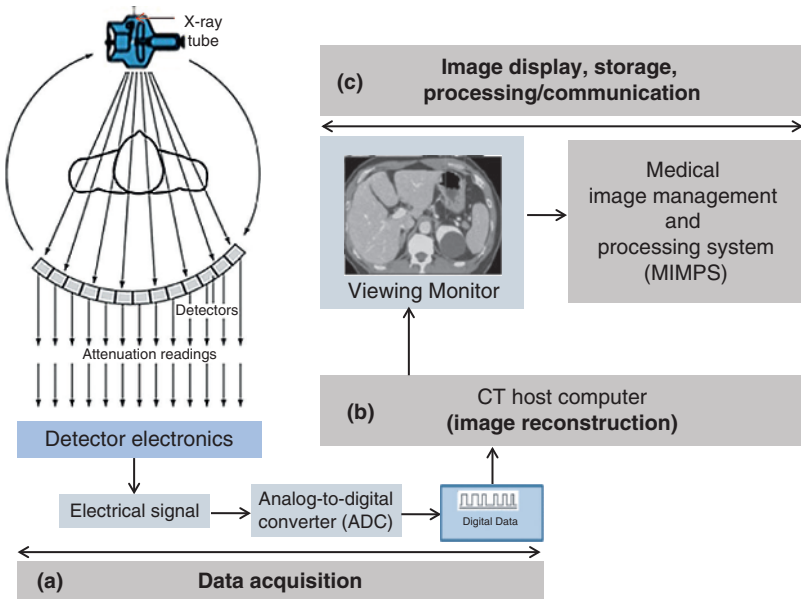 X-ray
tube
Detectors
Attenuation readings
Detector electronics
Electrical signal
Analog-to-digital
converter (ADC)
Digital Data
(a) Data acquisition
(b) CT host computer
(image reconstruction)
(c) Image display, storage,
processing/communication
Viewing Monitor
Medical
image management
and
processing system
(MIMPS)